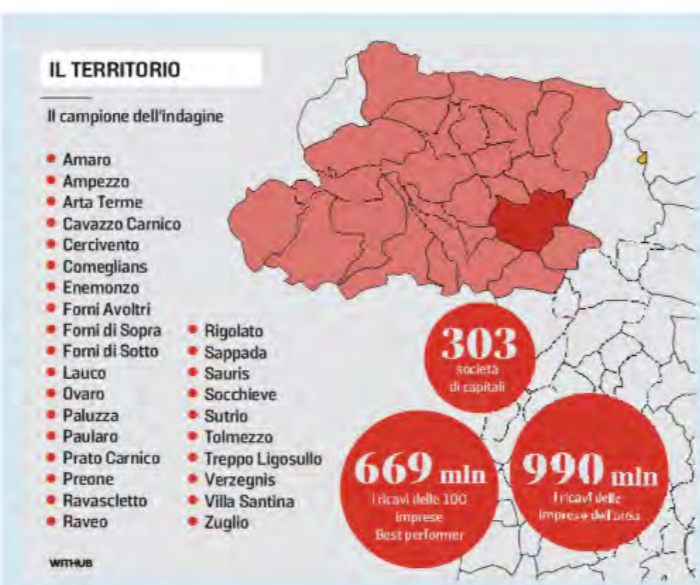 IL TERRITORIO
Il campione dell'indagine
Amaro
Ampezzo
Arta Terme
Cavazzo Carnico
Cercivento
Comeglians
Enemonzo
Forni Avoltri
Forni di Sopra
Forni di Sotto
Lauco
Ovaro
Paluzza
Paularo
Prato Carnico
Preone
Ravascletto
Raveo
Rigolato
Sappada
Sauris
Socchieve
Sutrio
Tolmezzo
Treppo Ligosullo
Verzegnis
Villa Santina
Zuglio
303
società
di capitali
669 mln
I ricavi delle 100
imprese
Best performer
990 mln
I ricavi delle
imprese dell'area
WITHUB